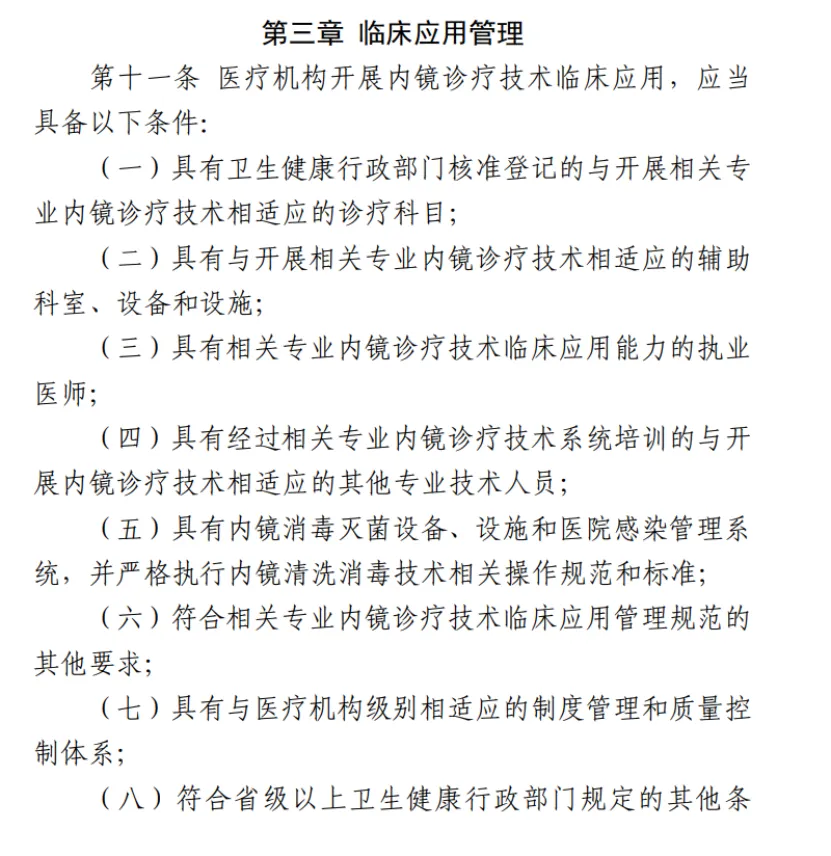 第三章 临床应用管理
第十一条 医疗机构开展内镜诊疗技术临床应用，应当
具备以下条件：
（一）具有卫生健康行政部门核准登记的与开展相关专
业内镜诊疗技术相适应的诊疗科目；
（二）具有与开展相关专业内镜诊疗技术相适应的辅助
科室、设备和设施；
（三）具有相关专业内镜诊疗技术临床应用能力的执业
医师；
（四）具有经过相关专业内镜诊疗技术系统培训的与开
展内镜诊疗技术相适应的其他专业技术人员；
（五）具有内镜消毒灭菌设备、设施和医院感染管理系
统，并严格执行内镜清洗消毒技术相关操作规范和标准；
（六）符合相关专业内镜诊疗技术临床应用管理规范的
其他要求；
（七）具有与医疗机构级别相适应的制度管理和质量控
制体系；
（八）符合省级以上卫生健康行政部门规定的其他条